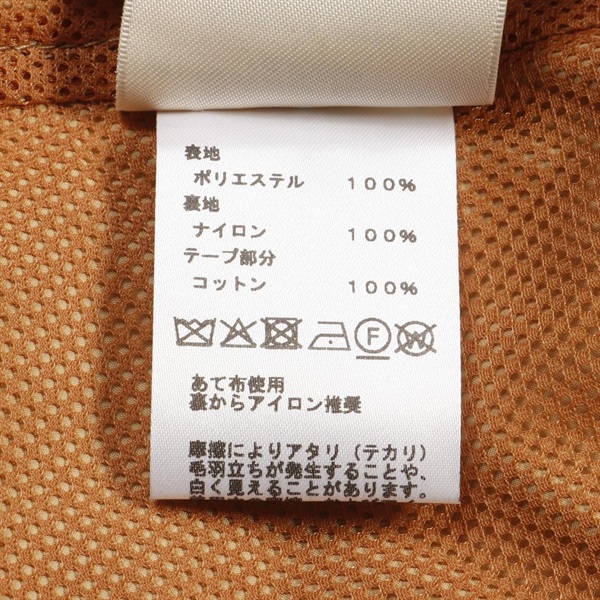 表地
ポリエステル 100%
裏地
ナイロン 100%
テープ部分
コットン 100%
F W
あて布使用
裏からアイロン推奨
摩擦によりアタリ(テカリ)
毛羽立ちが発生することや、
白く見えることがあります。